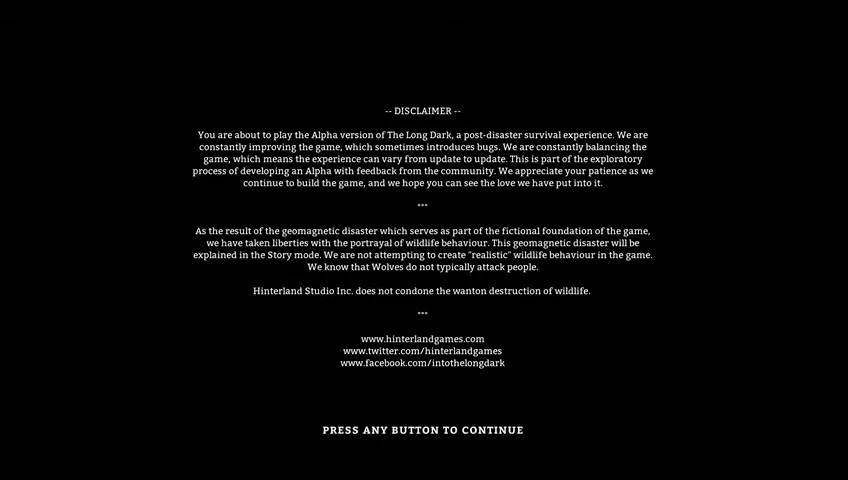 -- DISCLAIMER --
You are about to play the Alpha version of The Long Dark, a post-disaster survival experience. We are
constantly improving the game, which sometimes introduces bugs. We are constantly balancing the
game, which means the experience can vary from update to update. This is part of the exploratory
process of developing an Alpha with feedback from the community. We appreciate your patience as we
continue to build the game, and we hope you can see the love we have put into it.
***
As the result of the geomagnetic disaster which serves as part of the fictional foundation of the game,
we have taken liberties with the portrayal of wildlife behaviour. This geomagnetic disaster will be
explained in the Story mode. We are not attempting to create "realistic" wildlife behaviour in the game.
We know that Wolves do not typically attack people.
Hinterland Studio Inc. does not condone the wanton destruction of wildlife.
***
www.hinterlandgames.com
www.twitter.com/hinterlandgames
www.facebook.com/intothelongdark
PRESS ANY BUTTON TO CONTINUE